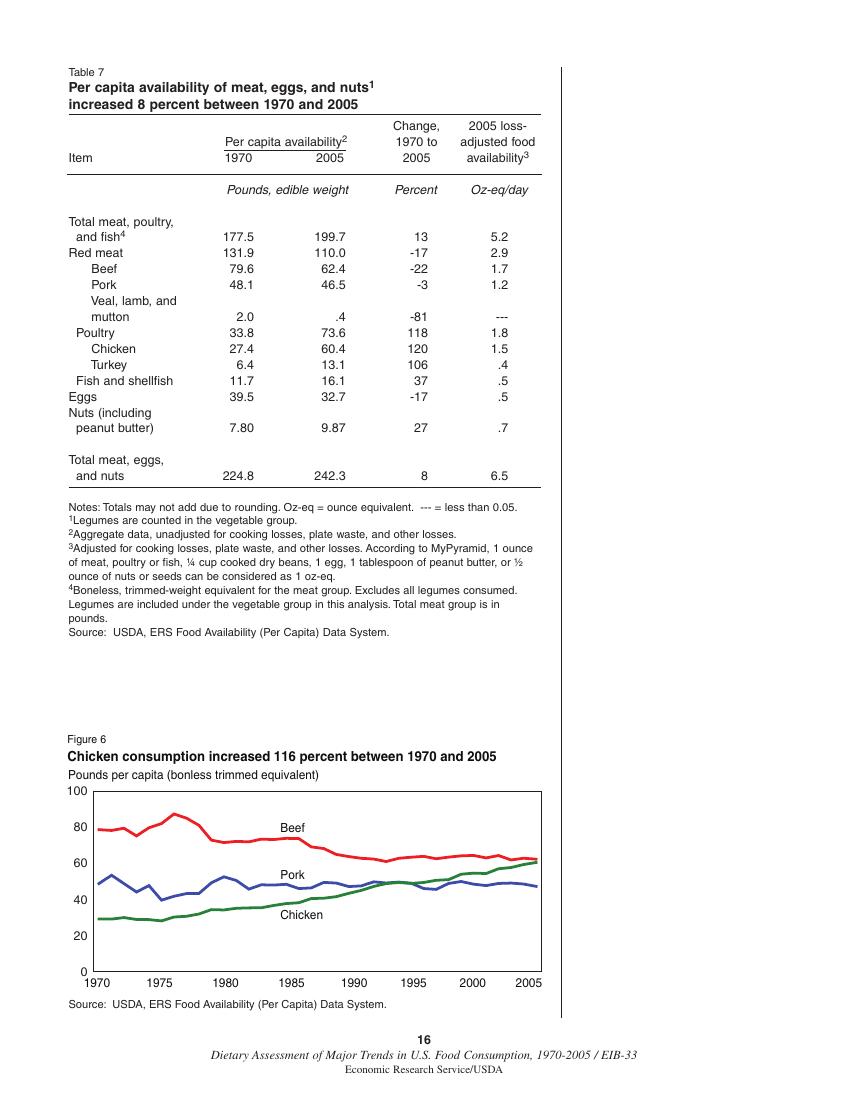 Table 7
Per capita availability of meat, eggs, and nuts¹
increased 8 percent between 1970 and 2005
Change, 2005 loss-
Per capita availability² 1970 to adjusted food
Item 1970 2005 2005 availability³
Pounds, edible weight Percent Oz-eq/day
Total meat, poultry,
and fish⁴ 177.5 199.7 13 5.2
Red meat 131.9 110.0 -17 2.9
Beef 79.6 62.4 -22 1.7
Pork 48.1 46.5 -3 1.2
Veal, lamb, and
mutton 2.0 .4 -81 ---
Poultry 33.8 73.6 118 1.8
Chicken 27.4 60.4 120 1.5
Turkey 6.4 13.1 106 .4
Fish and shellfish 11.7 16.1 37 .5
Eggs 39.5 32.7 -17 .5
Nuts (including
peanut butter) 7.80 9.87 27 .7
Total meat, eggs,
and nuts 224.8 242.3 8 6.5
Notes: Totals may not add due to rounding. Oz-eq = ounce equivalent. --- = less than 0.05.
¹Legumes are counted in the vegetable group.
²Aggregate data, unadjusted for cooking losses, plate waste, and other losses.
³Adjusted for cooking losses, plate waste, and other losses. According to MyPyramid, 1 ounce
of meat, poultry or fish, ¼ cup cooked dry beans, 1 egg, 1 tablespoon of peanut butter, or ½
ounce of nuts or seeds can be considered as 1 oz-eq.
⁴Boneless, trimmed-weight equivalent for the meat group. Excludes all legumes consumed.
Legumes are included under the vegetable group in this analysis. Total meat group is in
pounds.
Source: USDA, ERS Food Availability (Per Capita) Data System.
Figure 6
Chicken consumption increased 116 percent between 1970 and 2005
Pounds per capita (bonless trimmed equivalent)
100
80
Beef
60
Pork
40
Chicken
20
0
1970 1975 1980 1985 1990 1995 2000 2005
Source: USDA, ERS Food Availability (Per Capita) Data System.
16
Dietary Assessment of Major Trends in U.S. Food Consumption, 1970-2005 / EIB-33
Economic Research Service/USDA